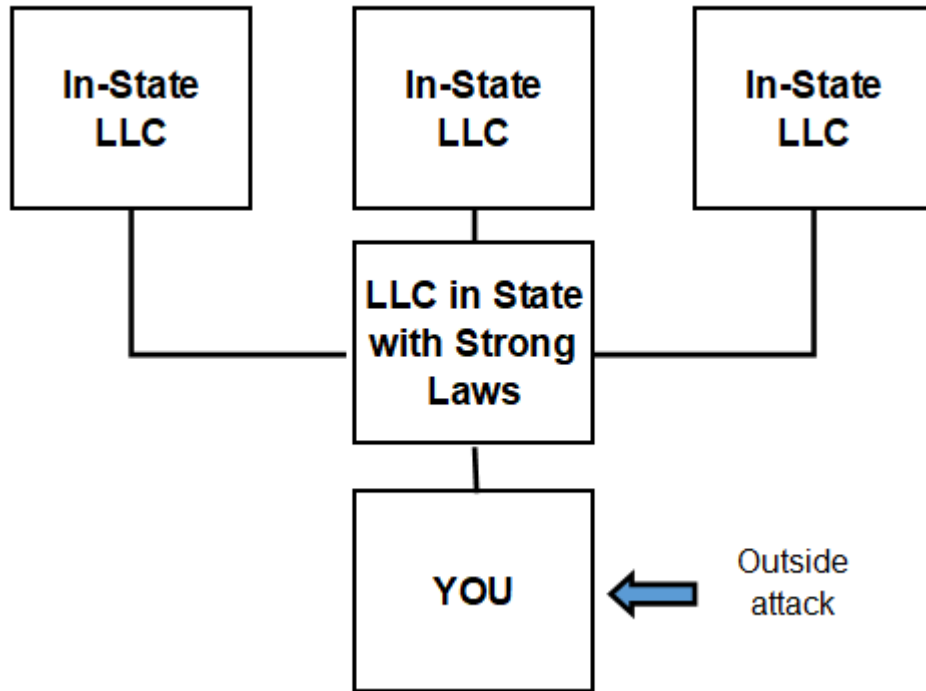 In-State
LLC
In-State
LLC
In-State
LLC
LLC in State
with Strong
Laws
YOU
Outside
attack